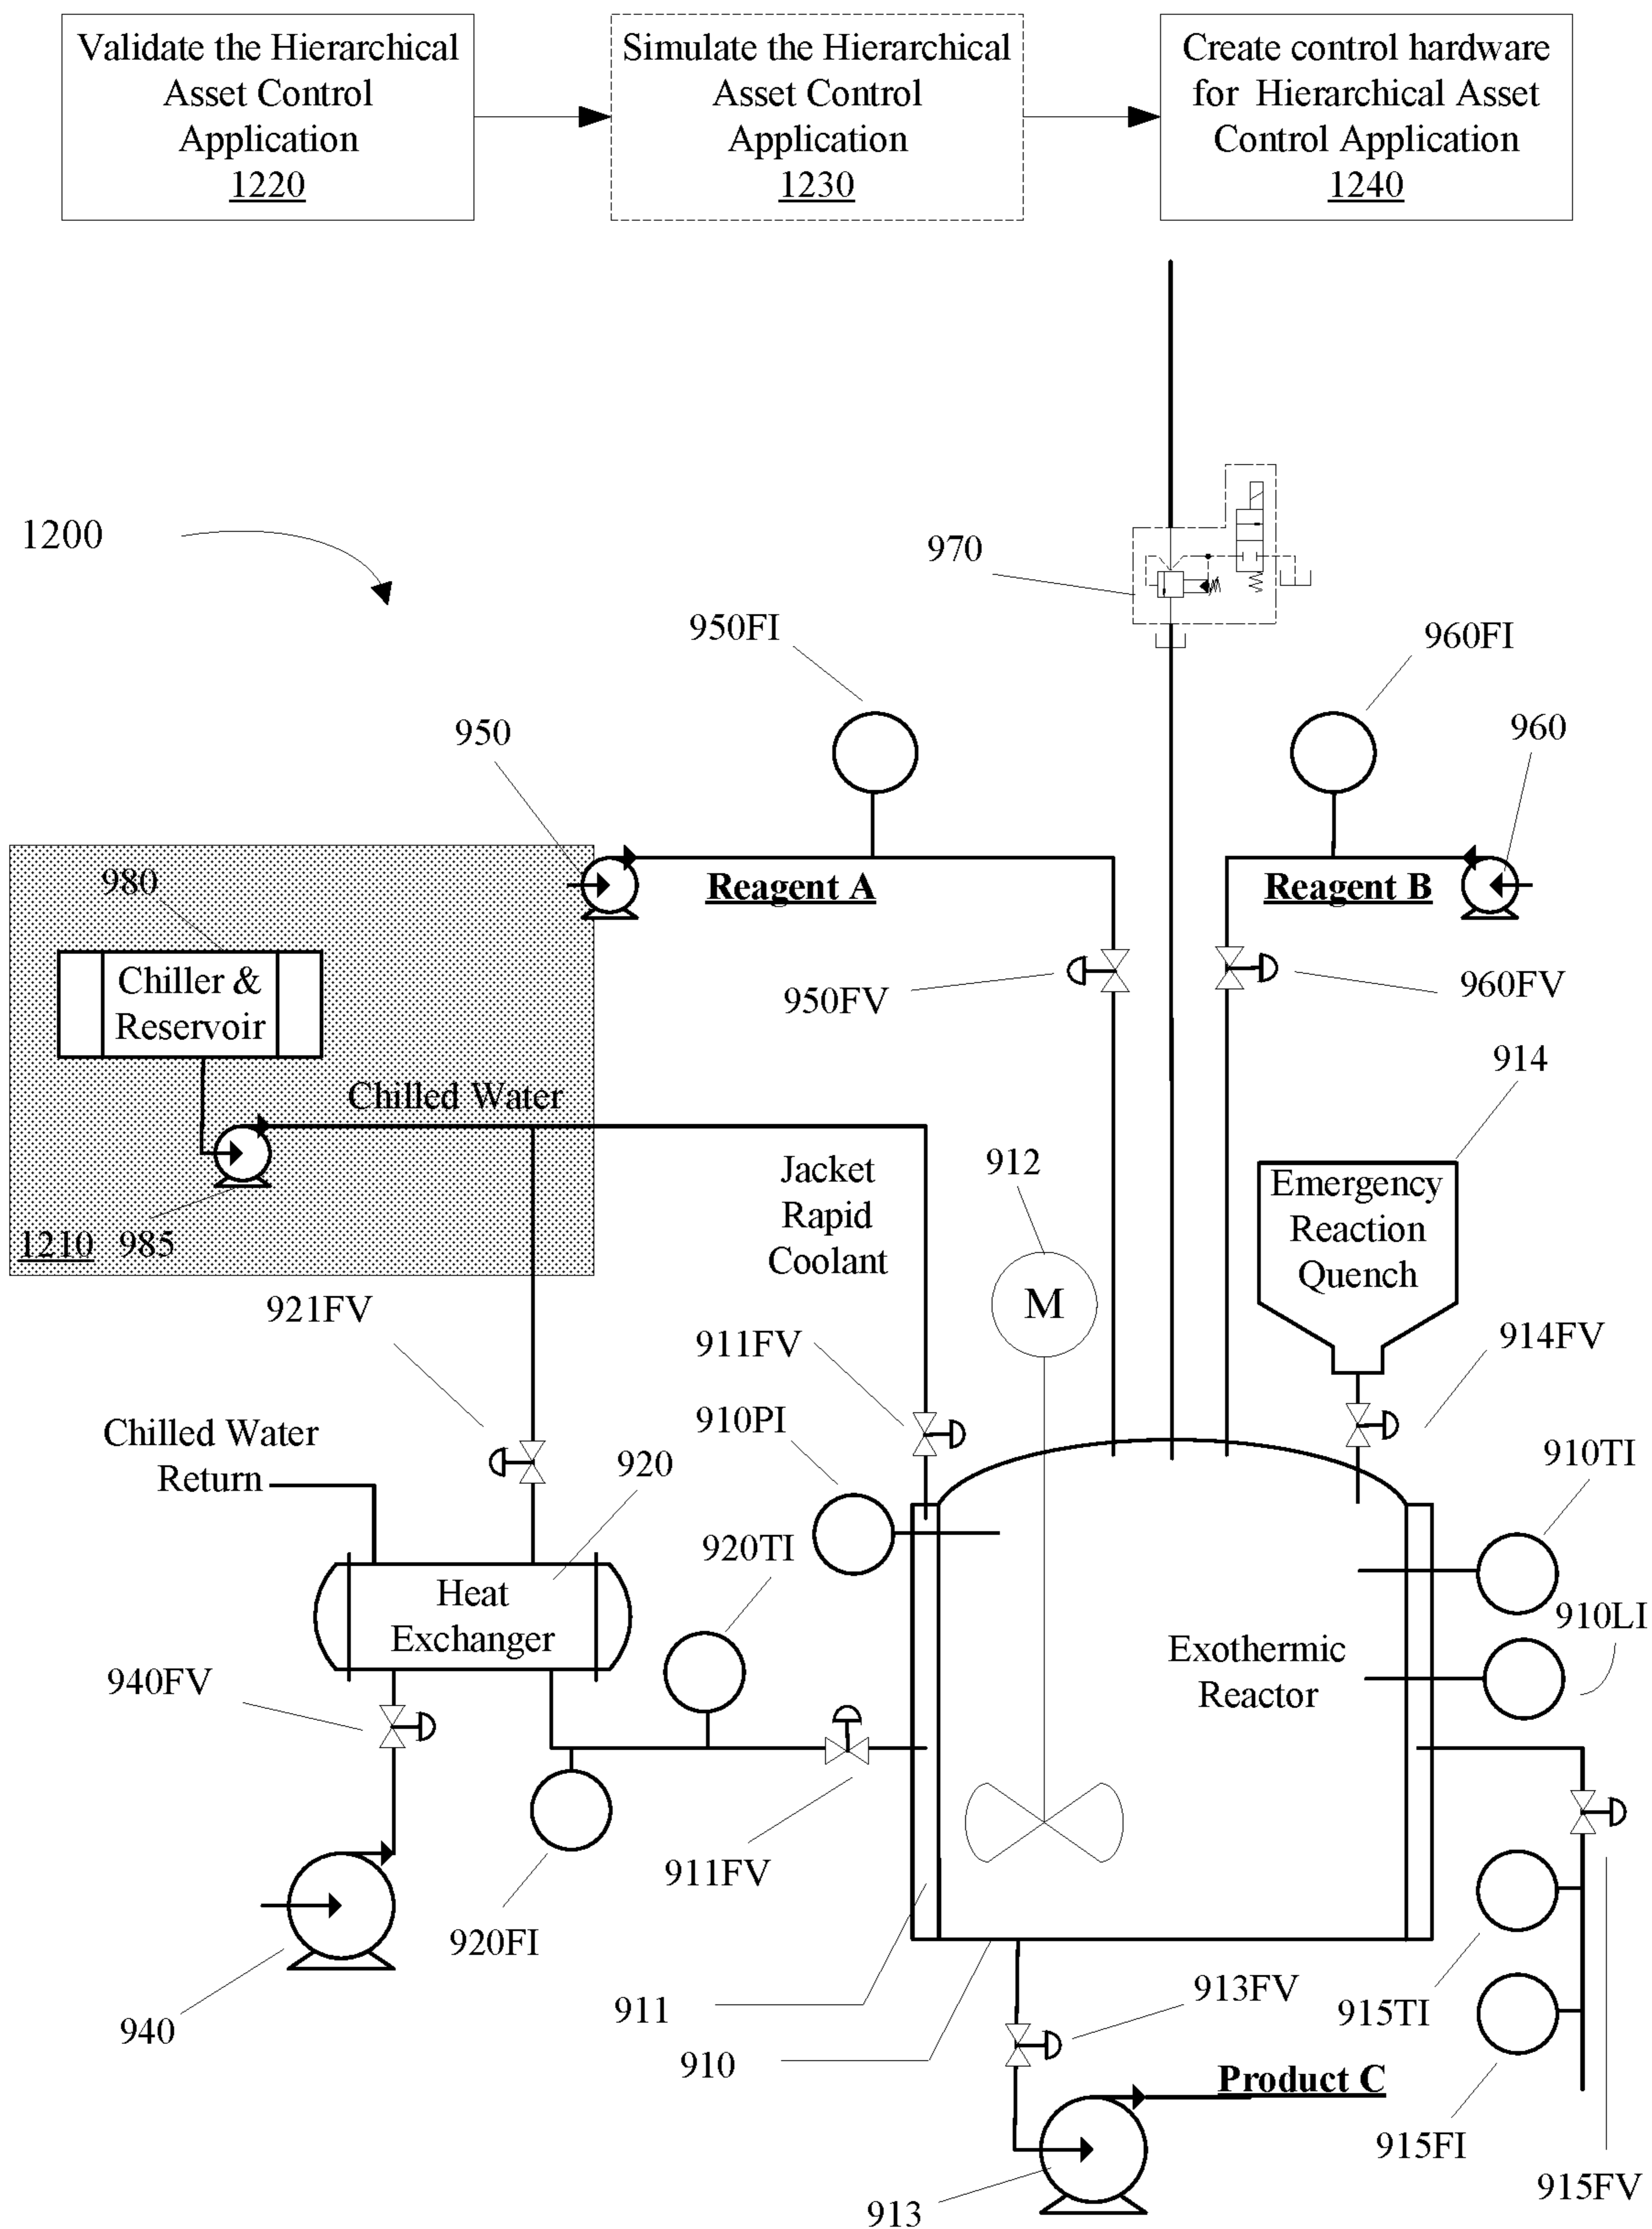 Validate the Hierarchical
Asset Control
Application
1220
Simulate the Hierarchical
Asset Control
Application
1230
Create control hardware
for Hierarchical Asset
Control Application
1240
1200
970
950FI
960FI
950
960
980
Reagent A
Reagent B
Chiller &
Reservoir
950FV
960FV
914
Chilled Water
Jacket
Rapid
Coolant
912
Emergency
Reaction
Quench
1210
985
M
921FV
911FV
914FV
Chilled Water
Return
910PI
920
910TI
920TI
Heat
Exchanger
910LI
Exothermic
Reactor
940FV
911FV
920FI
940
911
913FV
915TI
910
Product C
915FI
915FV
913